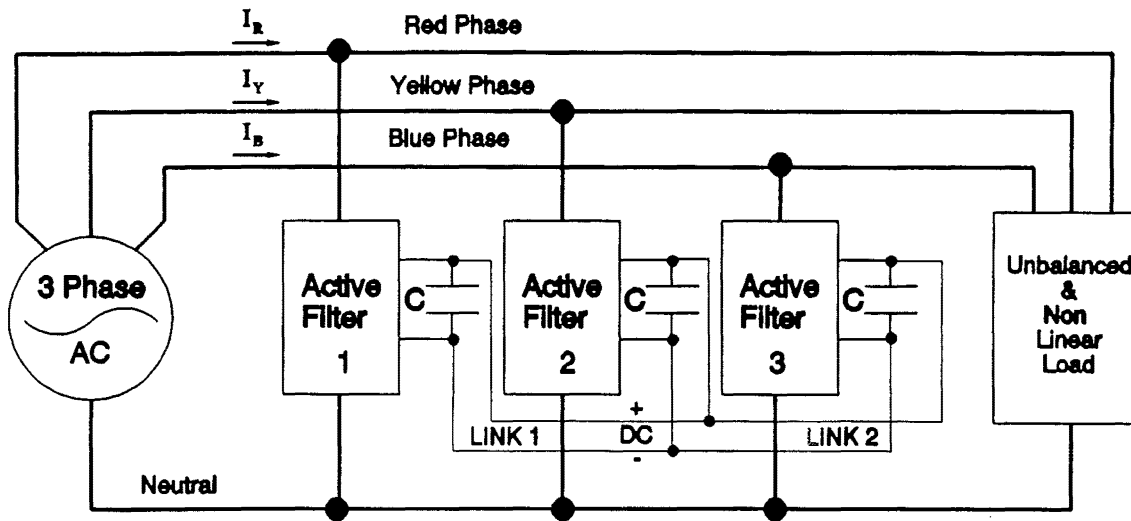 I_R
Red Phase
I_Y
Yellow Phase
I_B
Blue Phase
3 Phase
AC
Active
Filter
1
C
Active
Filter
2
C
Active
Filter
3
C
Unbalanced
&
Non
Linear
Load
LINK 1
+
DC
-
LINK 2
Neutral